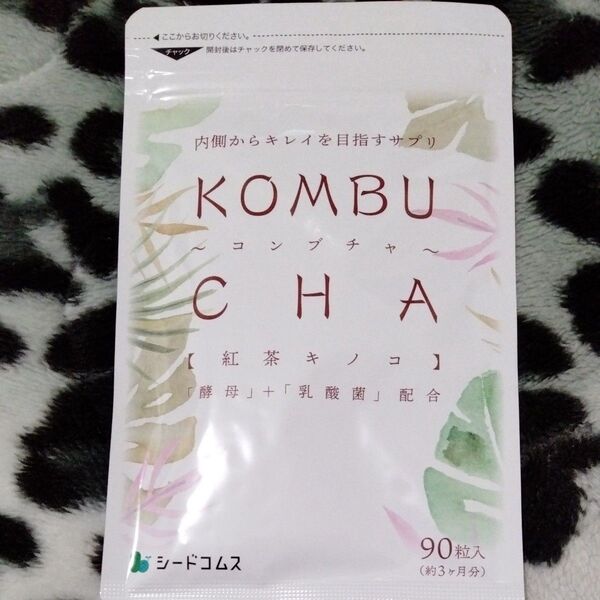 ここからお切りください。
チャック 開封後はチャックを閉めて保存してください。
内側からキレイを目指すサプリ
KOMBU
～コンブチャ～
CHA
【紅茶キノコ】
「酵母」+「乳酸菌」配合
シードコムス
90粒入
(約3ヶ月分)